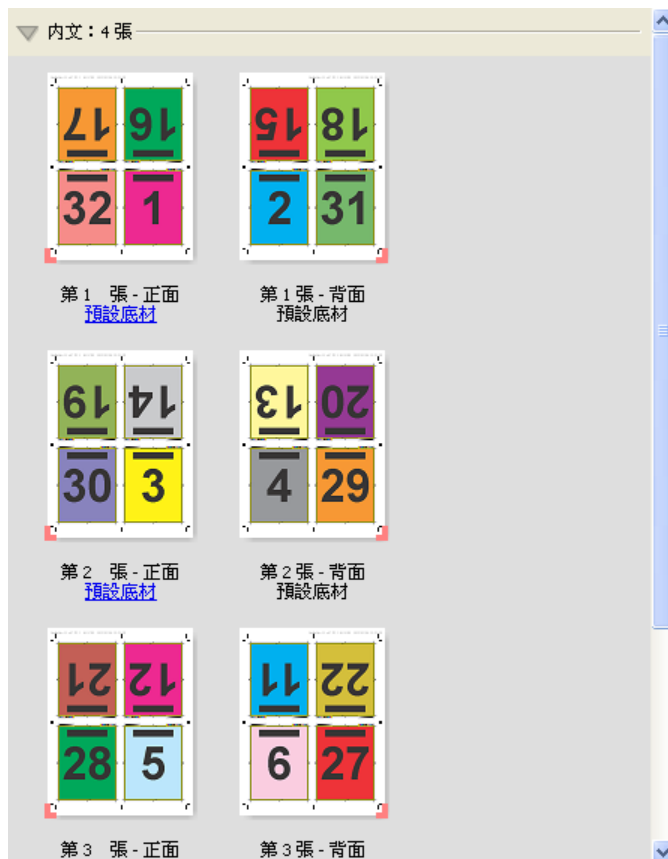 内文：4 張
17 16
32 1
15 18
2 31
第 1 張 - 正面
預設底材
第 1 張 - 背面
預設底材
19 14
30 3
13 20
4 29
第 2 張 - 正面
預設底材
第 2 張 - 背面
預設底材
21 12
28 5
11 22
6 27
第 3 張 - 正面
第 3 張 - 背面